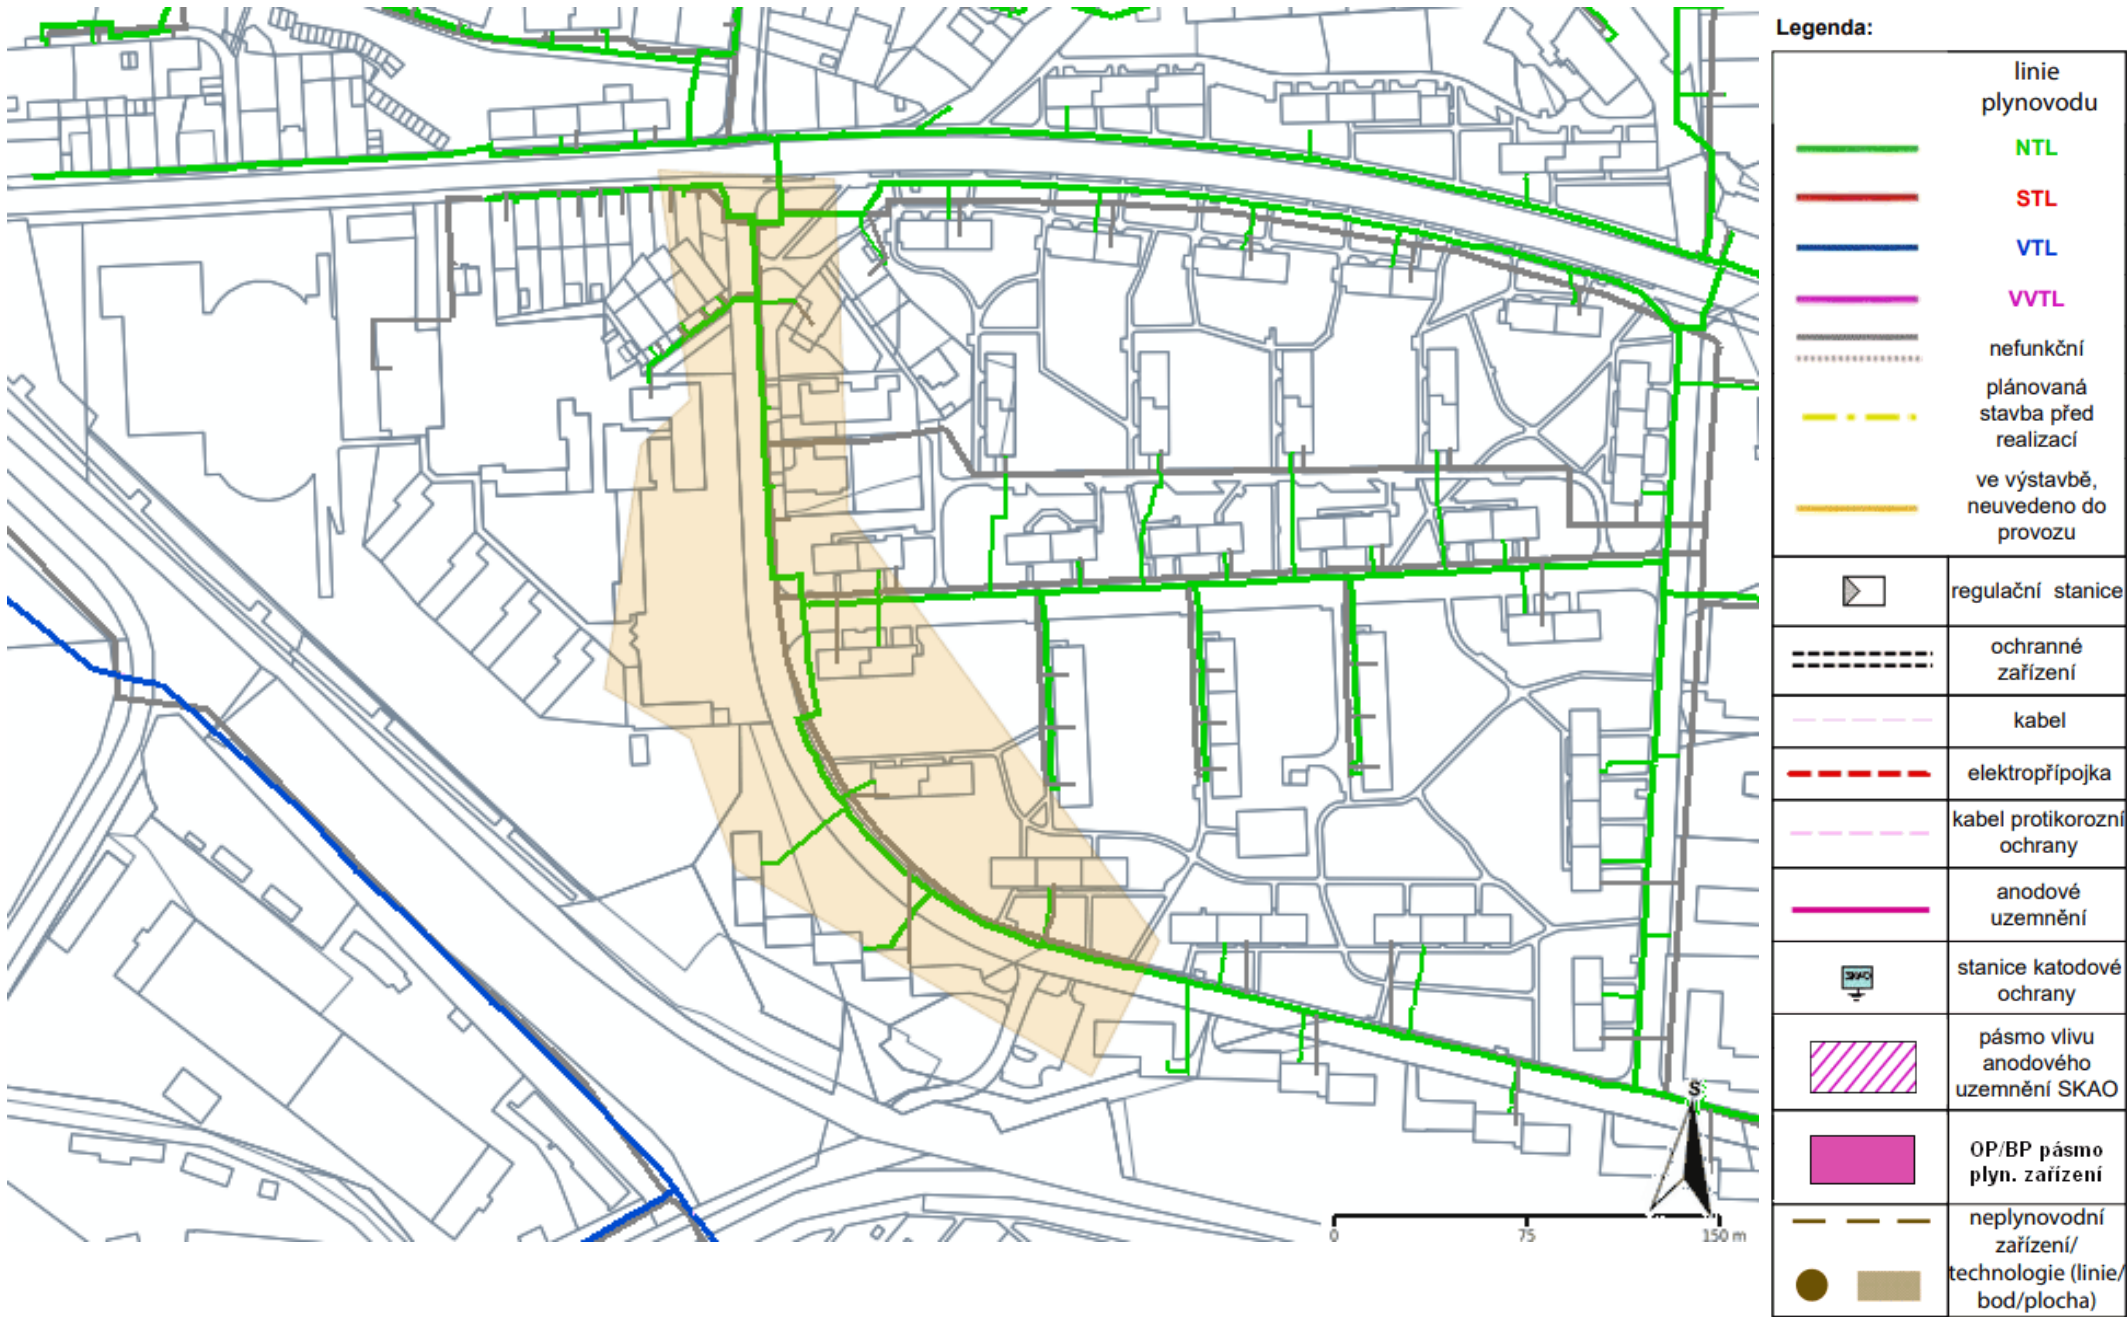 Legenda:
linie
plynovodu
NTL
STL
VTL
VVTL
nefunkční
plánovaná
stavba před
realizací
ve výstavbě,
neuvedeno do
provozu
regulační stanice
ochranné
zařízení
kabel
elektropřípojka
kabel protikorozní
ochrany
anodové
uzemnění
SKAO
stanice katodové
ochrany
pásmo vlivu
anodového
uzemnění SKAO
OP/BP pásmo
plyn. zařízení
neplynovodní
zařízení/
technologie (linie/
bod/plocha)
S
0 75 150 m